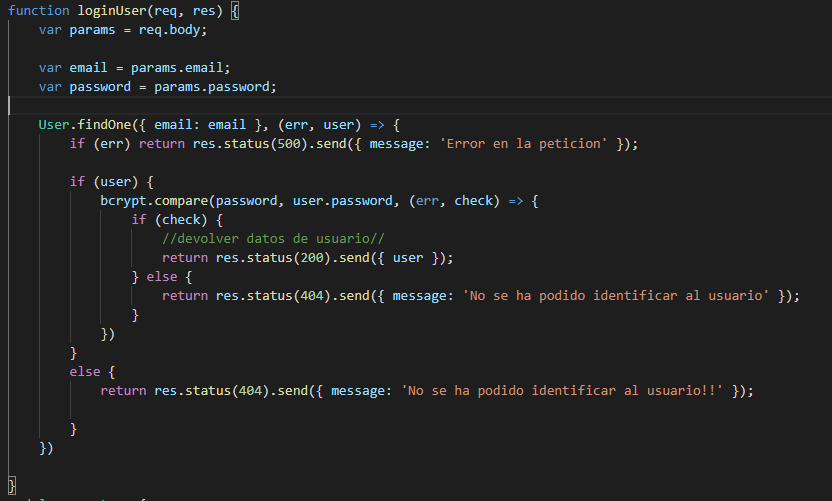 function loginUser(req, res) {
    var params = req.body;

    var email = params.email;
    var password = params.password;

    User.findOne({ email: email }, (err, user) => {
        if (err) return res.status(500).send({ message: 'Error en la peticion' });

        if (user) {
            bcrypt.compare(password, user.password, (err, check) => {
                if (check) {
                    //devolver datos de usuario//
                    return res.status(200).send({ user });
                } else {
                    return res.status(404).send({ message: 'No se ha podido identificar al usuario' });
                }
            })
        }
        else {
            return res.status(404).send({ message: 'No se ha podido identificar al usuario!!' });

        }
    })

}